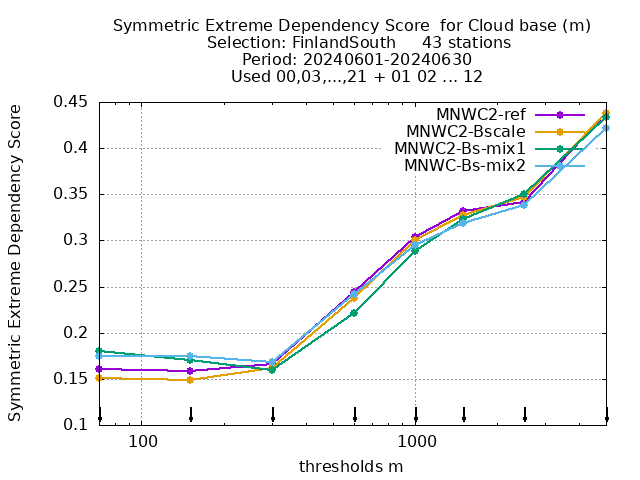 Symmetric Extreme Dependency Score for Cloud base (m)
Selection: FinlandSouth 43 stations
Period: 20240601-20240630
Used 00,03,...,21 + 01 02 ... 12
Symmetric Extreme Dependency Score
0.45
0.4
0.35
0.3
0.25
0.2
0.15
0.1
MNWC2-ref
MNWC2-Bscale
MNWC2-Bs-mix1
MNWC-Bs-mix2
100
1000
thresholds m